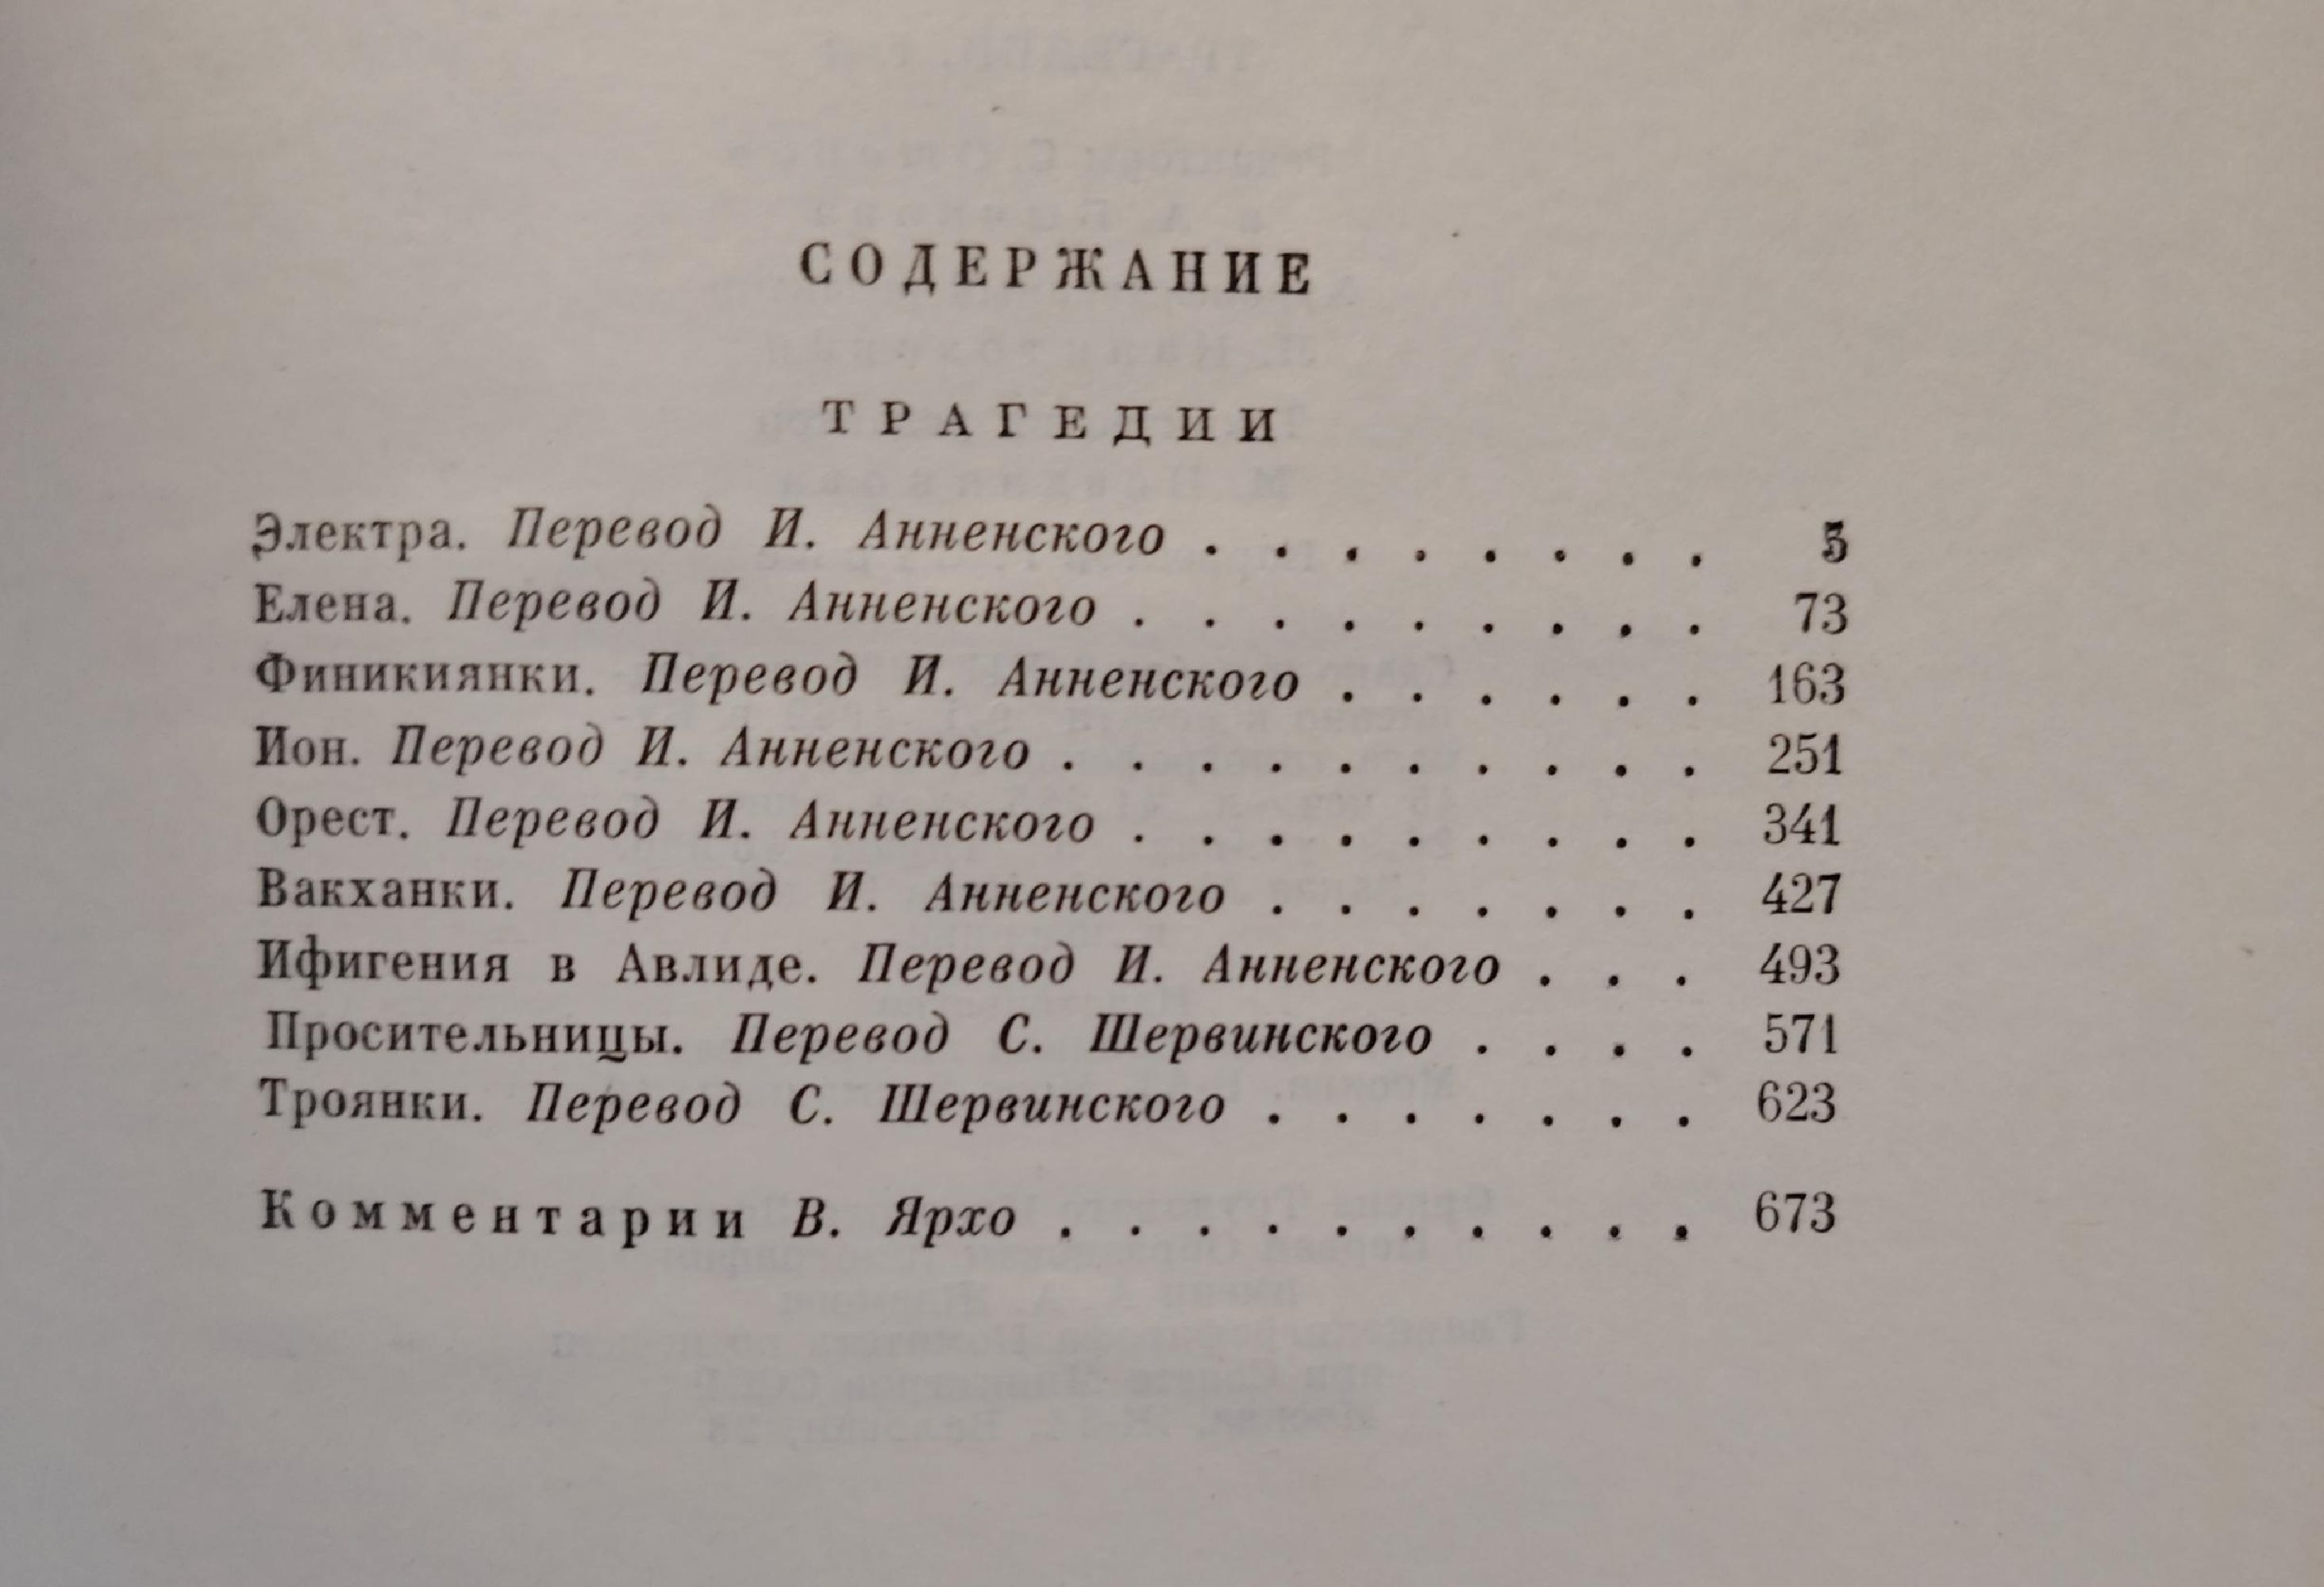 СОДЕРЖАНИЕ
ТРАГЕДИИ
Электра. Перевод И. Анненского . . . . . . . . 5
Елена. Перевод И. Анненского . . . . . . . . . 73
Финикиянки. Перевод И. Анненского . . . . . . 163
Ион. Перевод И. Анненского . . . . . . . . . . 251
Орест. Перевод И. Анненского . . . . . . . . . 341
Вакханки. Перевод И. Анненского . . . . . . . 427
Ифигения в Авлиде. Перевод И. Анненского . . . 493
Просительницы. Перевод С. Шервинского . . . . 571
Троянки. Перевод С. Шервинского . . . . . . . 623
Комментарии В. Ярхо . . . . . . . . . . 673